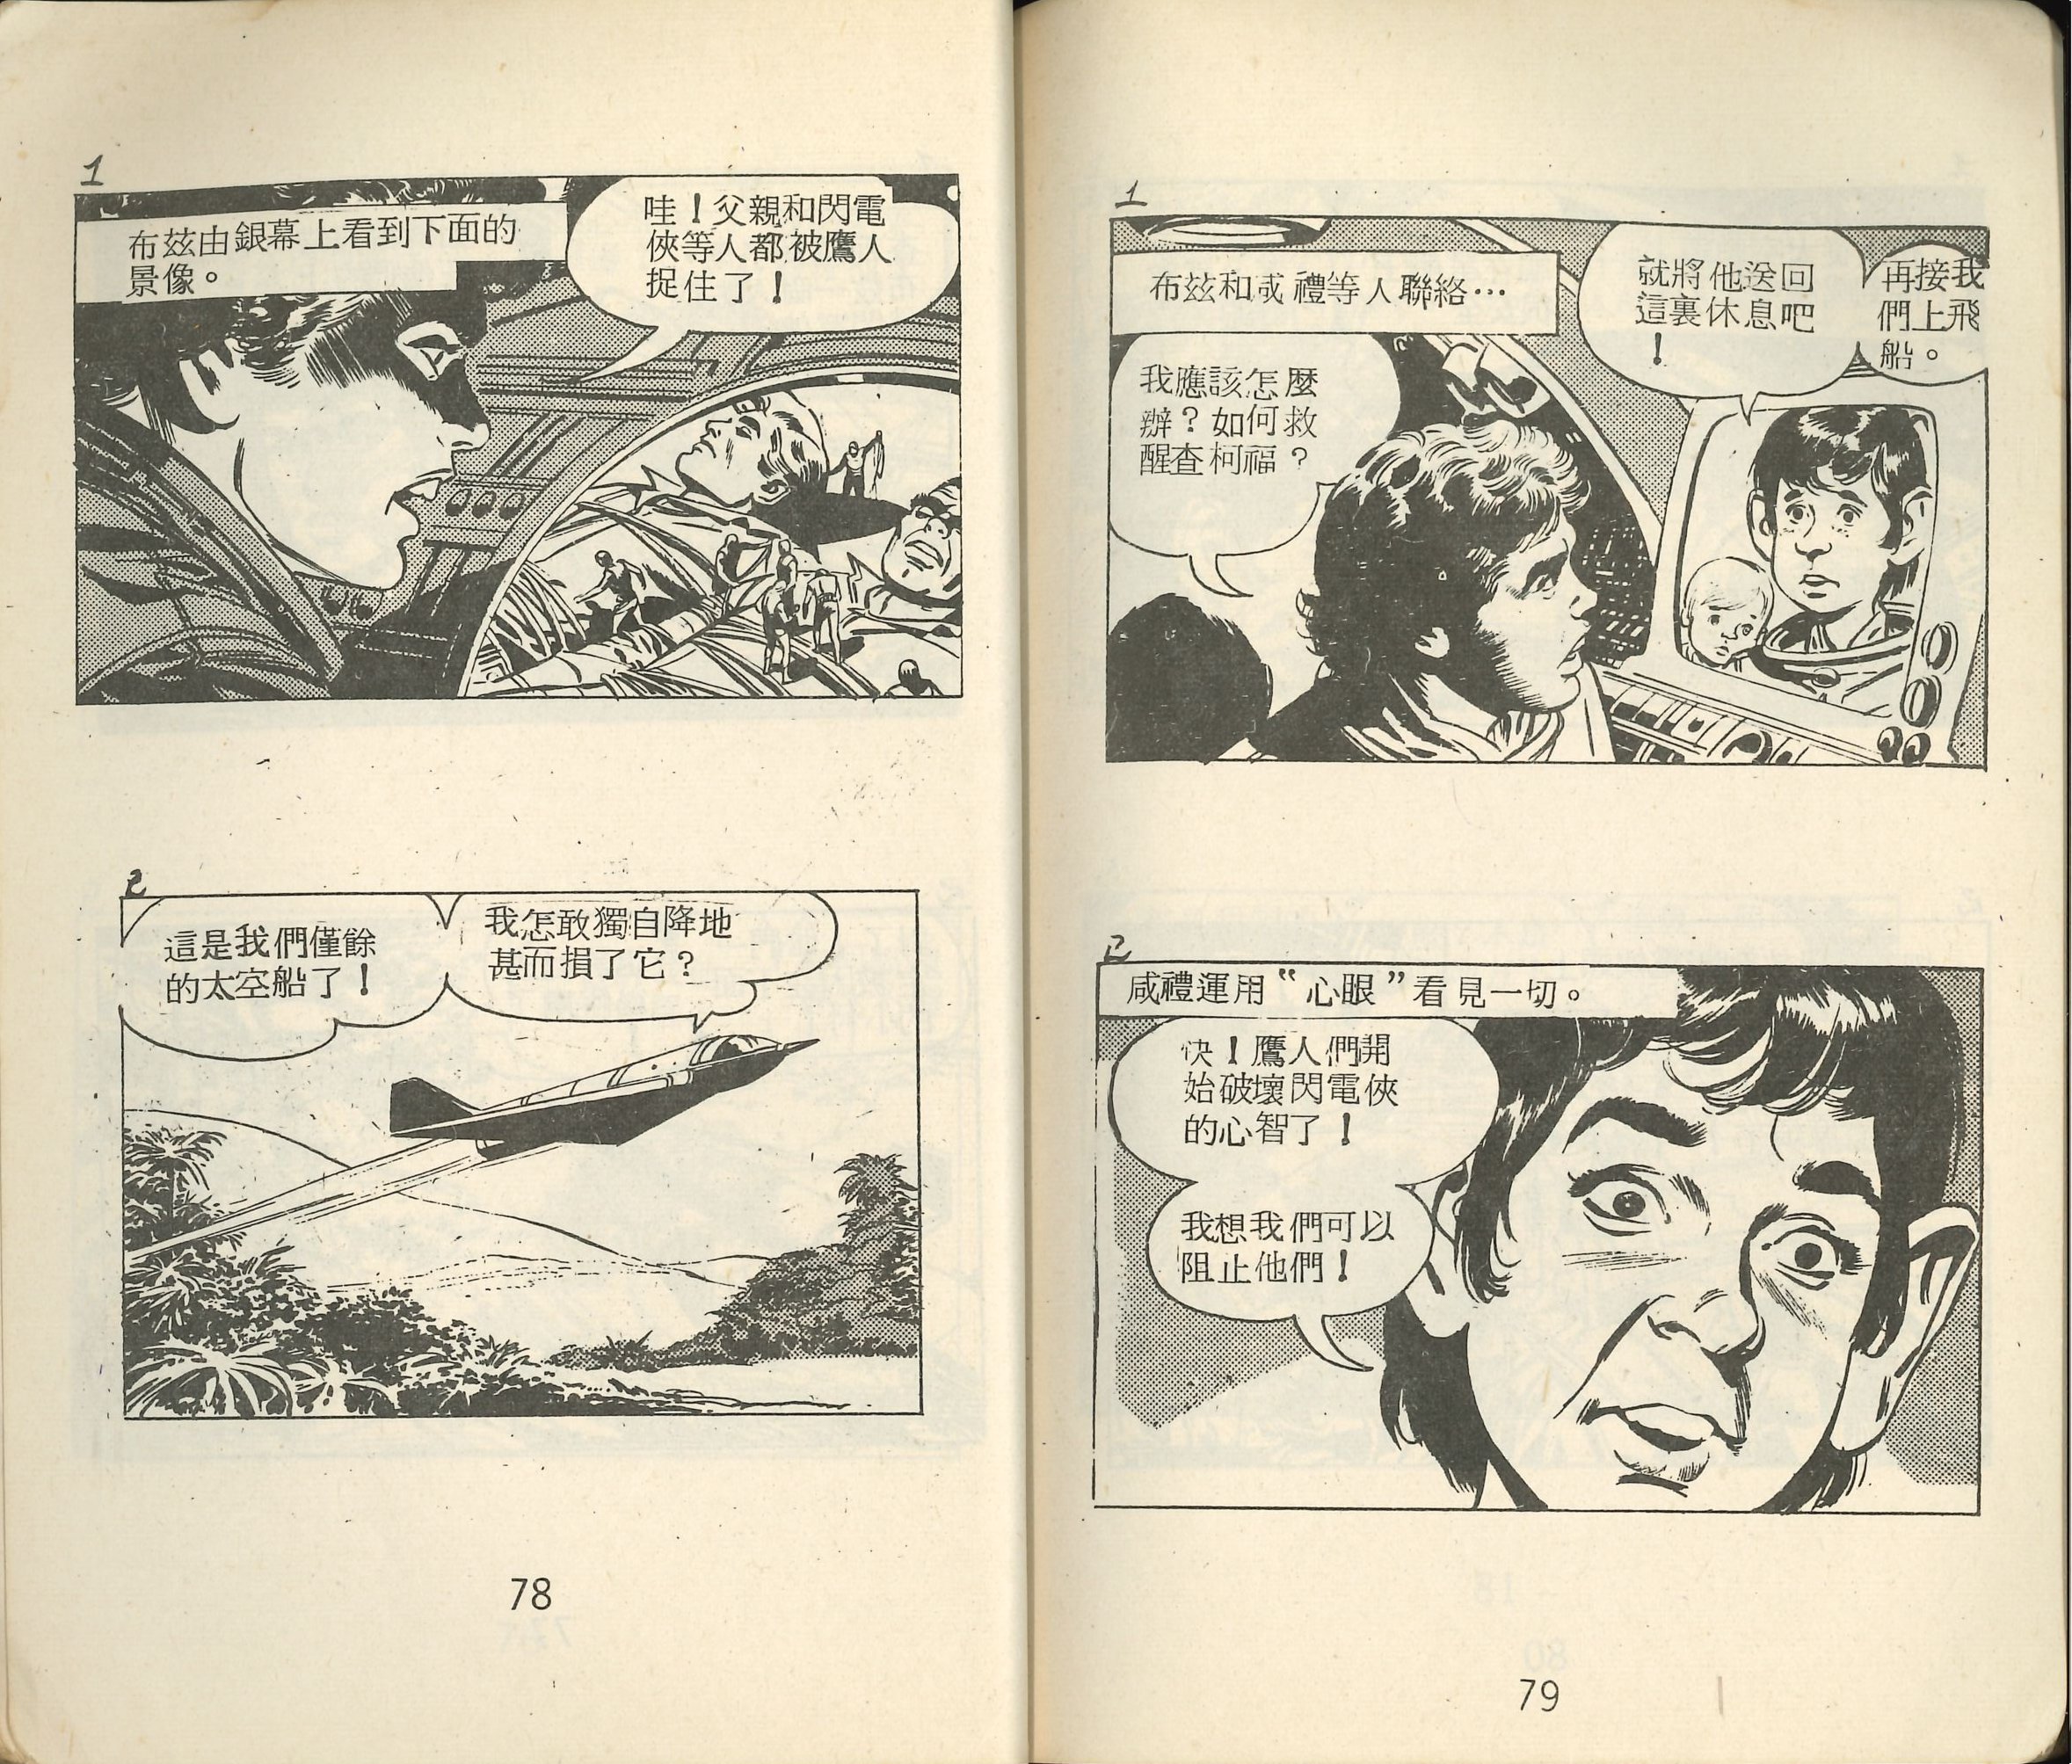 1
布茲由銀幕上看到下面的
景像。
哇！父親和閃電
俠等人都被鷹人
捉住了！
2
這是我們僅餘
的太空船了！
我怎敢獨自降地
甚而損了它？
78
1
布茲和咸禮等人聯絡…
我應該怎麼
辦？如何救
醒查柯福？
就將他送回
這裏休息吧
！
再接我
們上飛
船。
2
咸禮運用“心眼”看見一切。
快！鷹人們開
始破壞閃電俠
的心智了！
我想我們可以
阻止他們！
79